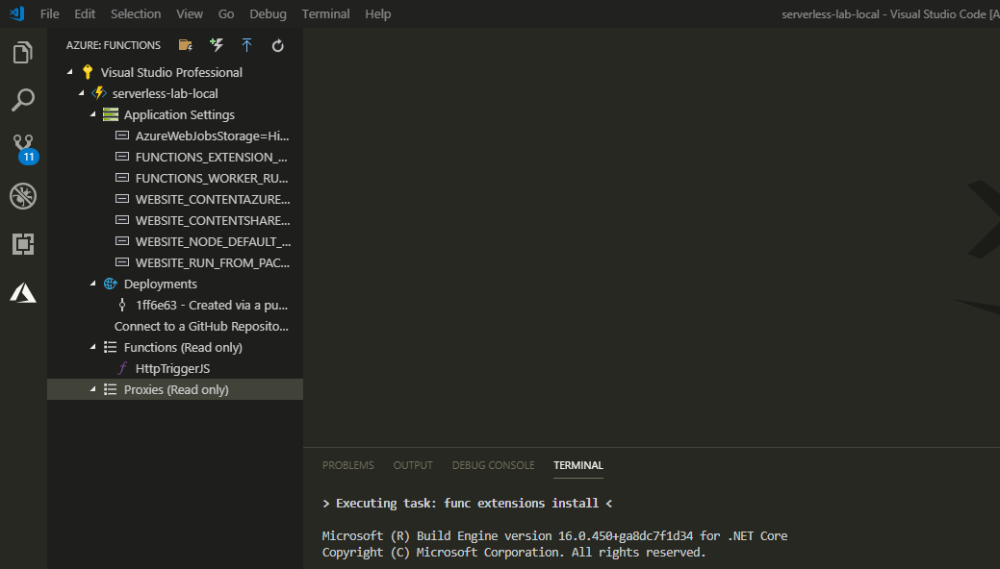 File Edit Selection View Go Debug Terminal Help
serverless-lab-local - Visual Studio Code [A
AZURE: FUNCTIONS
Visual Studio Professional
serverless-lab-local
Application Settings
AzureWebJobsStorage=Hi...
FUNCTIONS_EXTENSION_...
FUNCTIONS_WORKER_RU...
WEBSITE_CONTENTAZURE...
WEBSITE_CONTENTSHARE...
WEBSITE_NODE_DEFAULT_...
WEBSITE_RUN_FROM_PAC...
11
Deployments
1ff6e63 - Created via a pu...
Connect to a GitHub Reposito...
Functions (Read only)
HttpTriggerJS
Proxies (Read only)
PROBLEMS OUTPUT DEBUG CONSOLE TERMINAL
> Executing task: func extensions install <
Microsoft (R) Build Engine version 16.0.450+ga8dc7f1d34 for .NET Core
Copyright (C) Microsoft Corporation. All rights reserved.